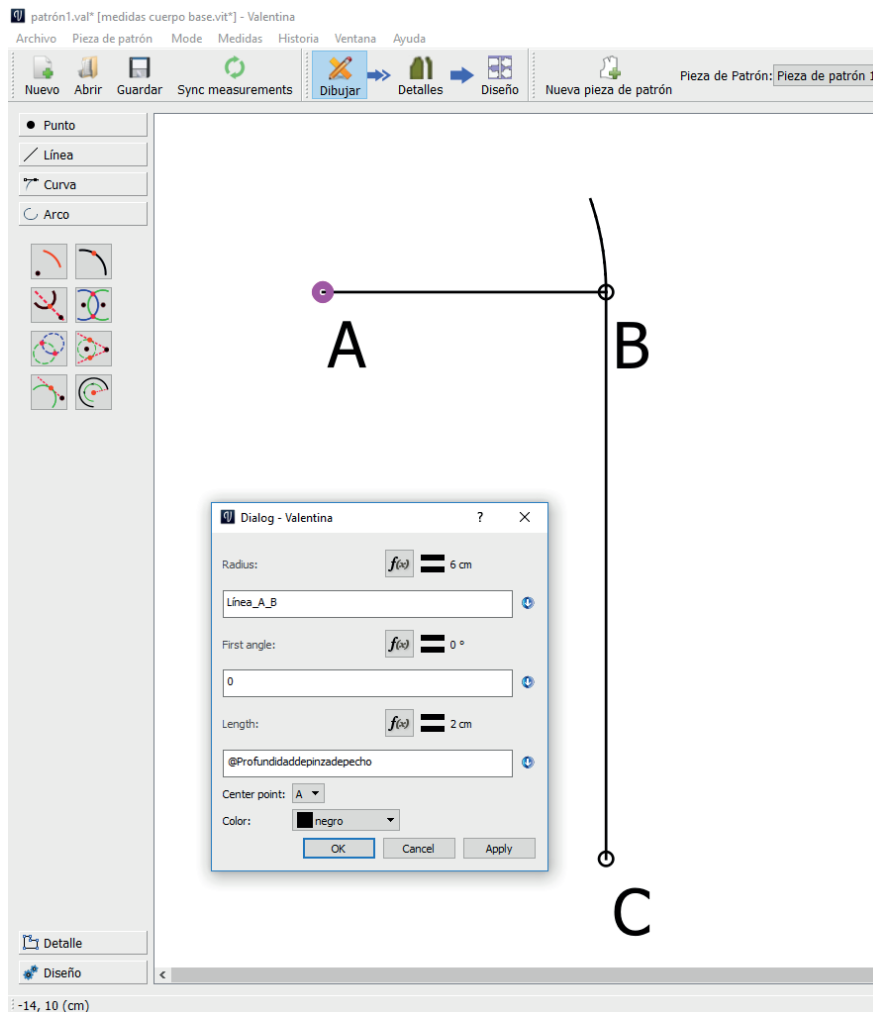 patrón1.val* [medidas cuerpo base.vit*] - Valentina
Archivo Pieza de patrón Mode Medidas Historia Ventana Ayuda
Nuevo Abrir Guardar Sync measurements Dibujar Detalles Diseño Nueva pieza de patrón Pieza de Patrón: Pieza de patrón 1
Punto
Línea
Curva
Arco
A B
Dialog - Valentina ?
Radius: f(x) 6 cm
Línea_A_B
First angle: f(x) 0 °
0
Length: f(x) 2 cm
@Profundidaddepinzadepecho
Center point: A
Color: negro
OK Cancel Apply
C
Detalle
Diseño
-14, 10 (cm)